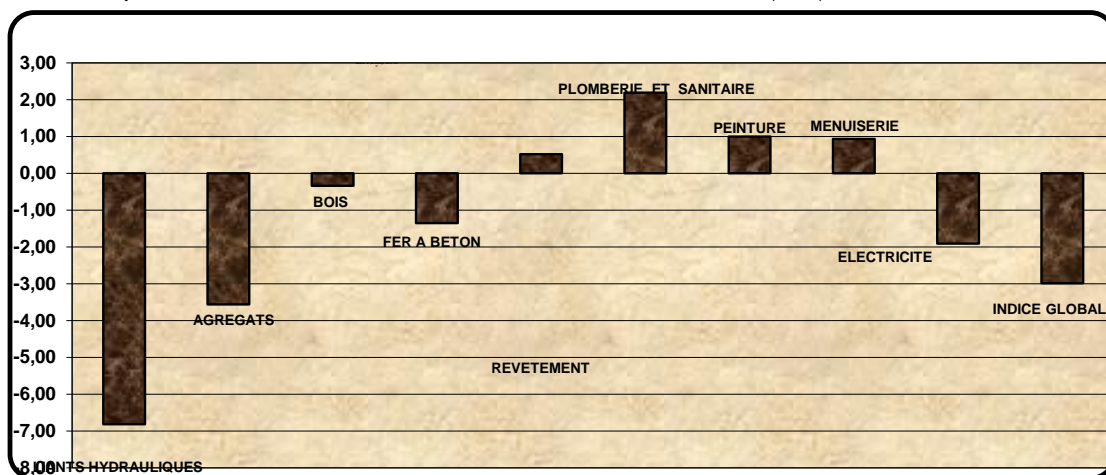 3,00
2,00
1,00
0,00
-1,00
-2,00
-3,00
-4,00
-5,00
-6,00
-7,00
-8,00
PLOMBERIE ET SANITAIRE
PEINTURE
MENUISERIE
BOIS
FER A BETON
ELECTRICITE
AGREGATS
INDICE GLOBAL
REVETEMENT
HYDRAULIQUES